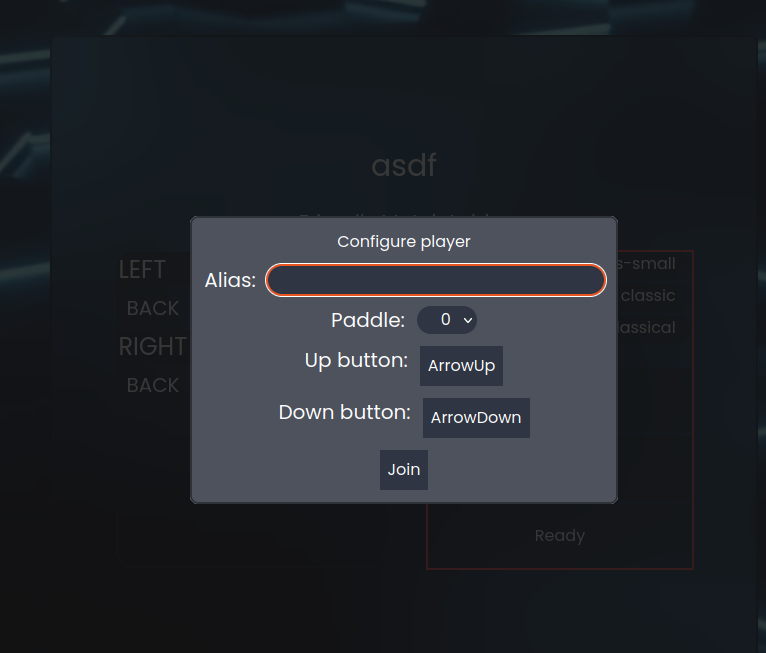 asdf
Configure player
LEFT
s-small
Alias:
BACK
classic
Paddle: 0
lassical
RIGHT
Up button: ArrowUp
BACK
Down button: ArrowDown
Join
Ready